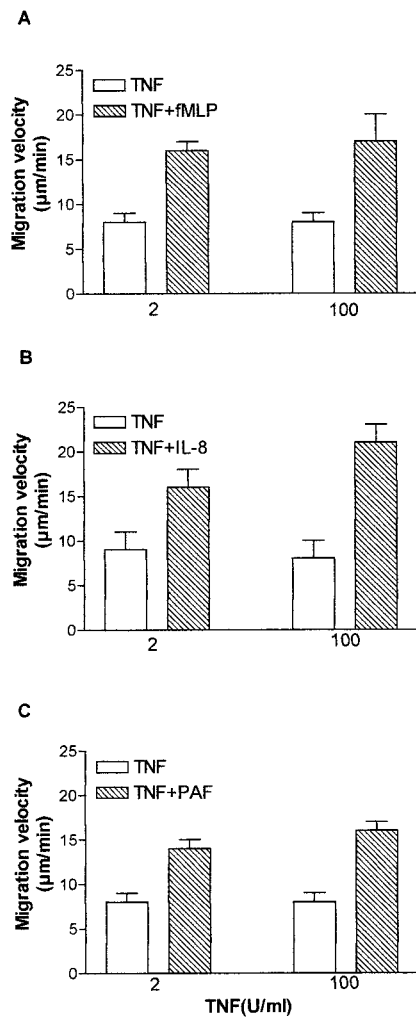 A
Migration velocity
(µm/min)
25
20
15
10
5
0
TNF
TNF+fMLP
2
100
B
Migration velocity
(µm/min)
25
20
15
10
5
0
TNF
TNF+IL-8
2
100
C
Migration velocity
(µm/min)
25
20
15
10
5
0
TNF
TNF+PAF
2
100
TNF(U/ml)